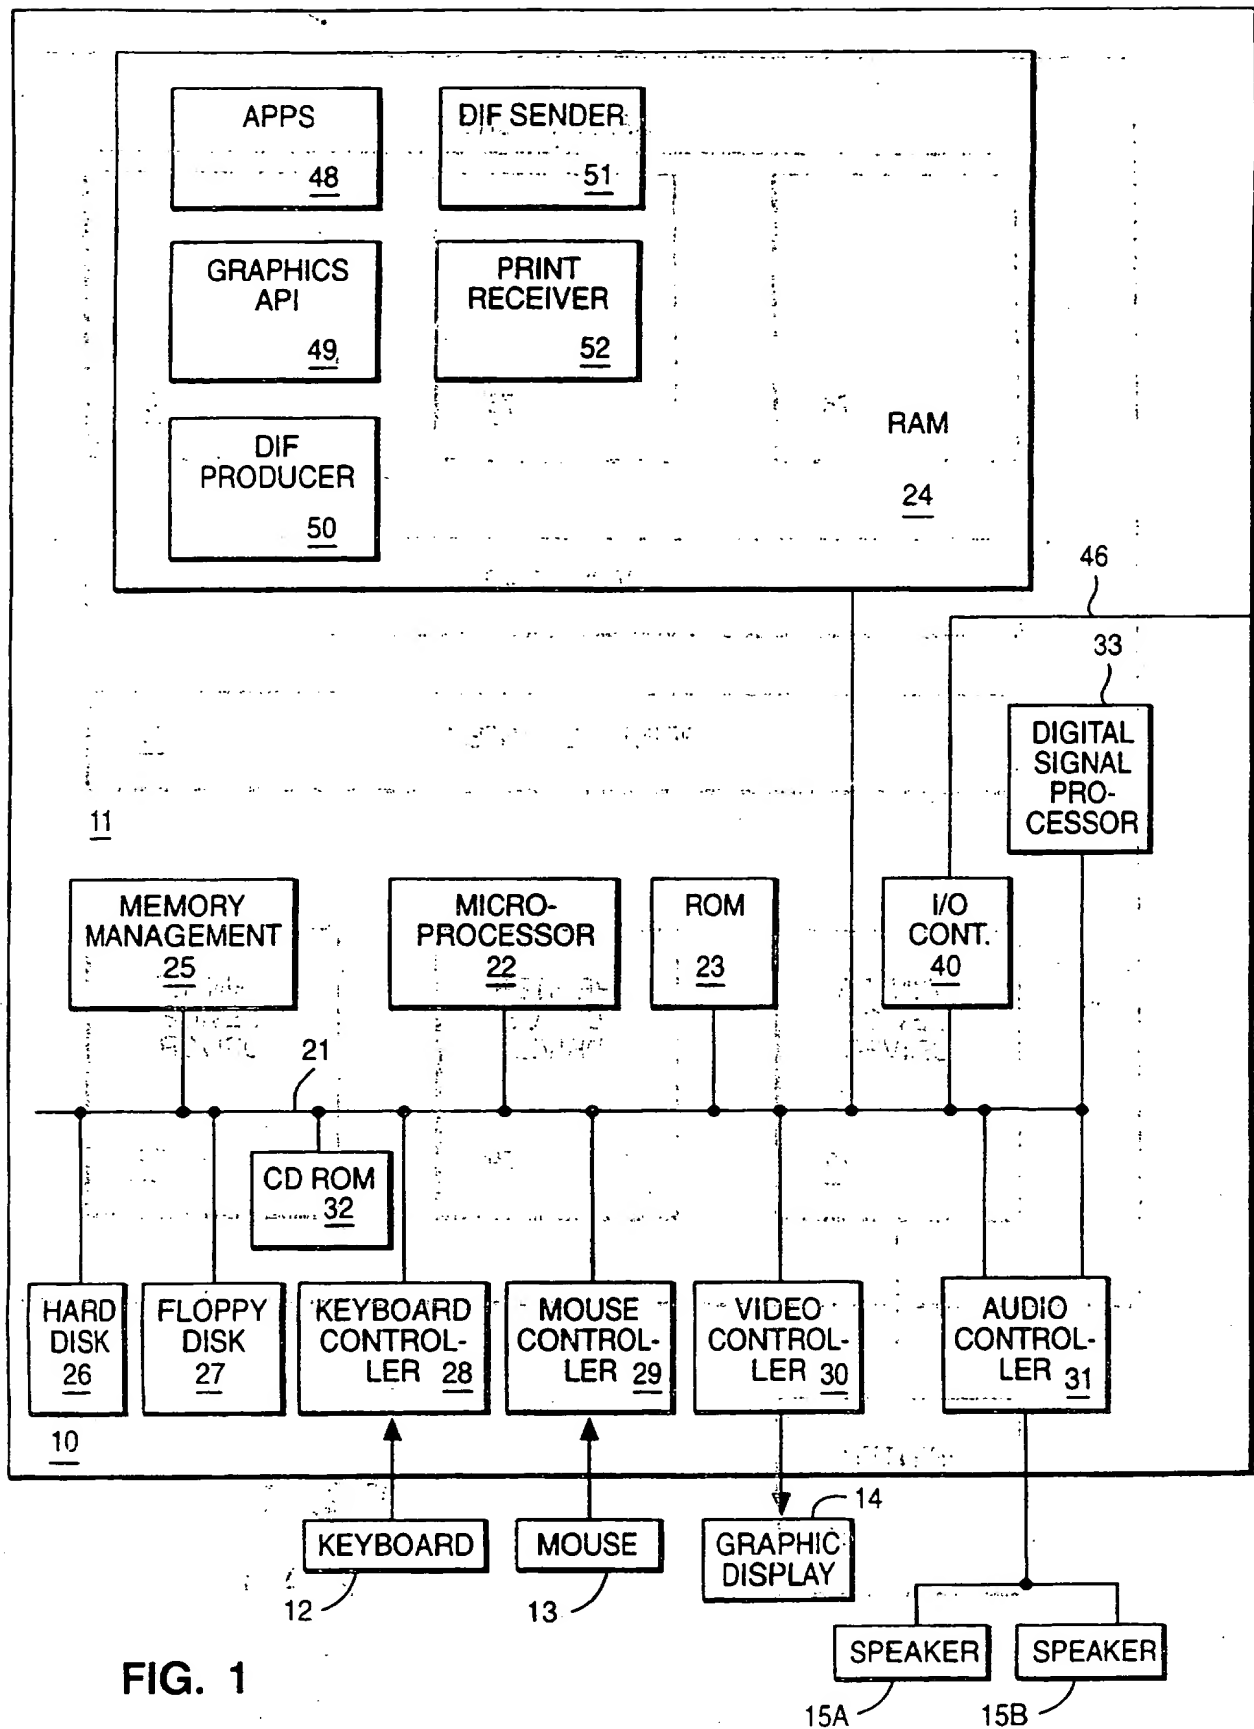 APPS
48
DIF SENDER
51
GRAPHICS
API
49
PRINT
RECEIVER
52
DIF
PRODUCER
50
RAM
24
46
33
DIGITAL
SIGNAL
PRO-
CESSOR
11
MEMORY
MANAGEMENT
25
MICRO-
PROCESSOR
22
ROM
23
I/O
CONT.
40
21
CD ROM
32
HARD
DISK
26
FLOPPY
DISK
27
KEYBOARD
CONTROL-
LER 28
MOUSE
CONTROL-
LER 29
VIDEO
CONTROL-
LER 30
AUDIO
CONTROL-
LER 31
10
KEYBOARD
12
MOUSE
13
14
GRAPHIC
DISPLAY
SPEAKER
15A
SPEAKER
15B
FIG. 1